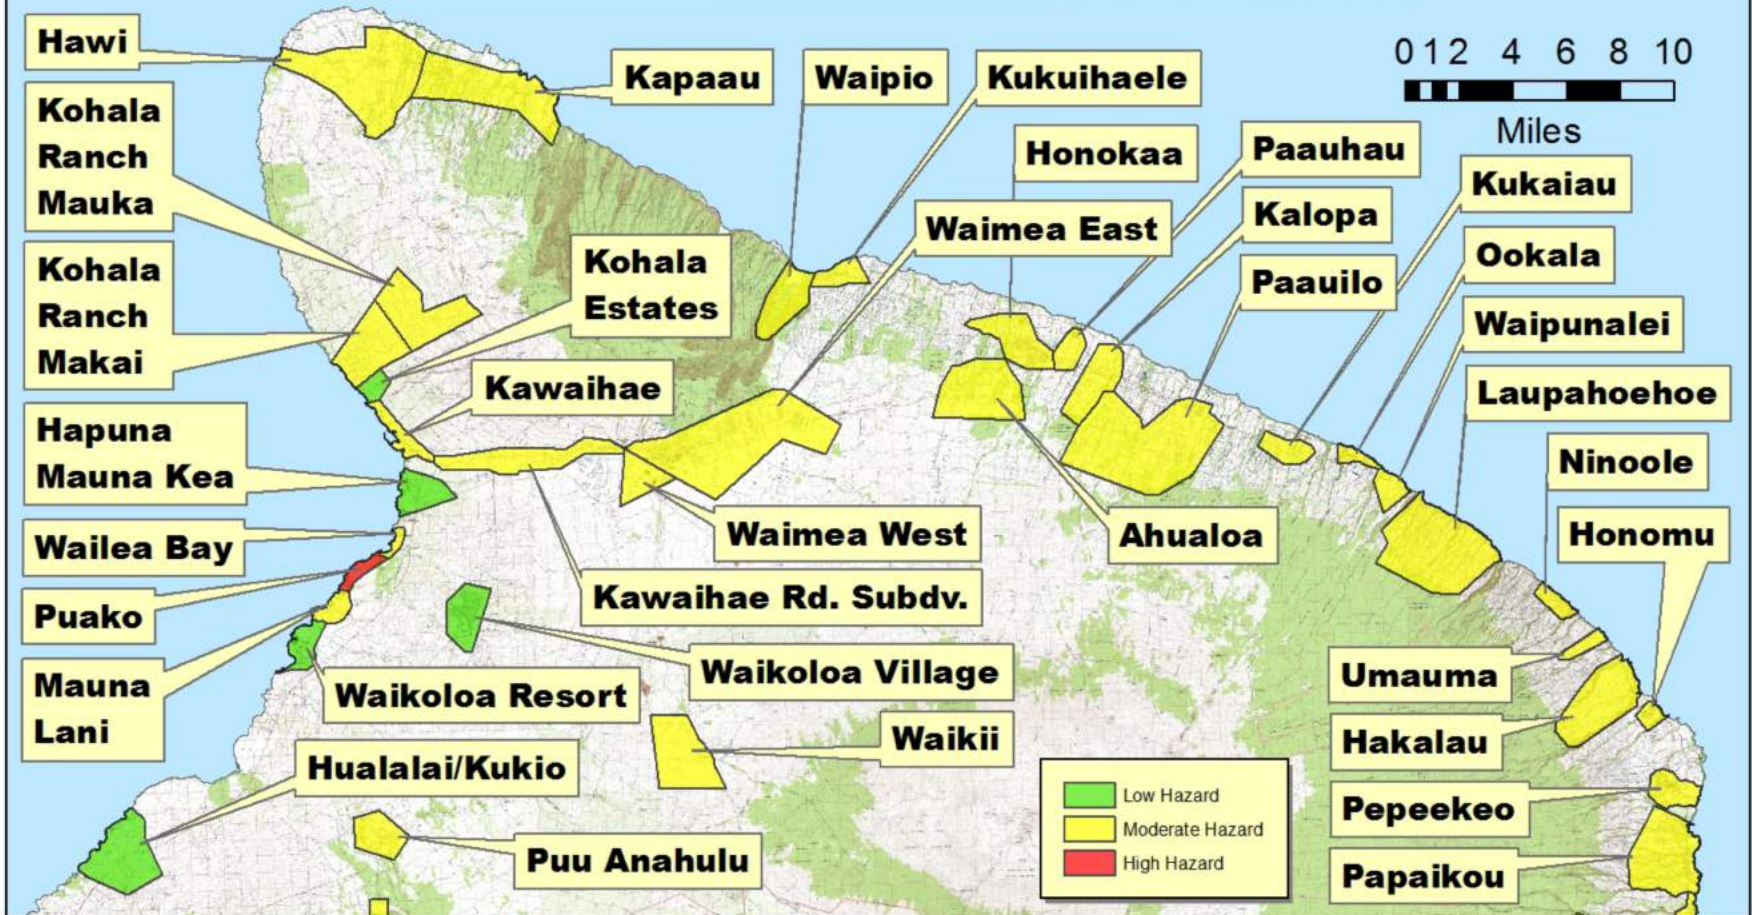 Hawi
Kapaau
Waipio
Kukuihaele
0 1 2 4 6 8 10
Miles
Kohala
Ranch
Mauka
Honokaa
Paauhau
Kukaiau
Waimea East
Kalopa
Kohala
Ranch
Makai
Kohala
Estates
Paauilo
Ookala
Waipunalei
Kawaihae
Laupahoehoe
Hapuna
Mauna Kea
Ninoole
Wailea Bay
Waimea West
Ahualoa
Honomu
Puako
Kawaihae Rd. Subdv.
Mauna
Lani
Waikoloa Resort
Waikoloa Village
Umauma
Waikii
Hakalau
Hualalai/Kukio
Low Hazard
Moderate Hazard
High Hazard
Pepeekeo
Puu Anahulu
Papaikou